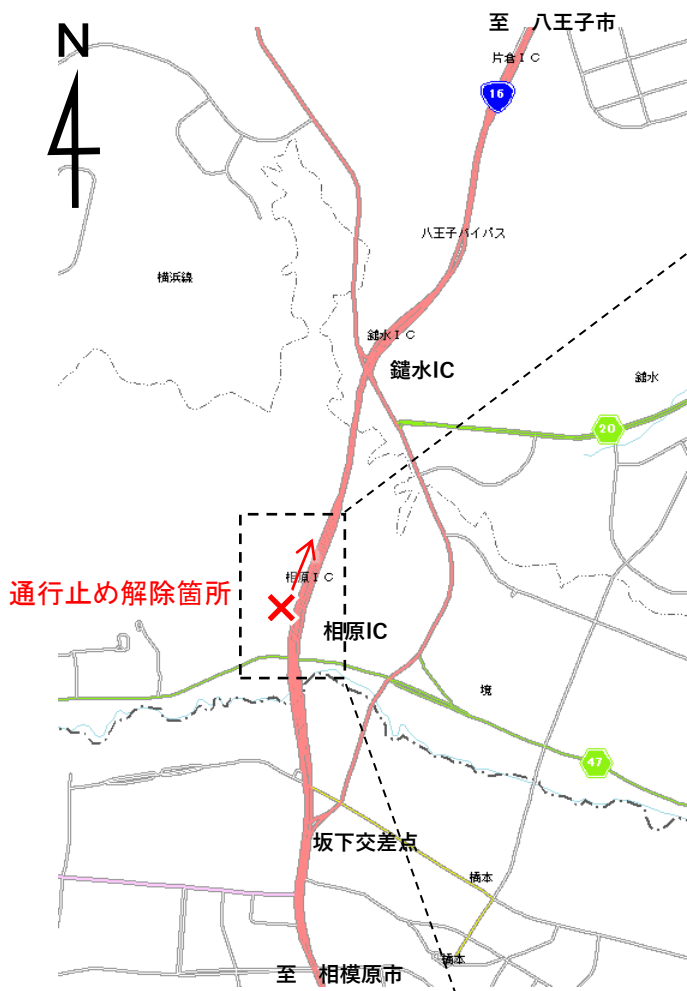 至 八王子市
N
片倉IC
16
八王子バイパス
横浜線
鑓水IC
鑓水IC
鑓水
20
相原IC
通行止め解除箇所
相原IC
境
47
坂下交差点
橋本
橋本
至 相模原市